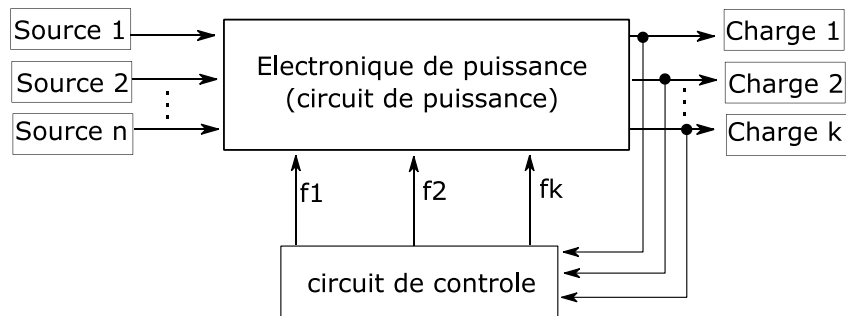 Source 1
Source 2
Source n
Electronique de puissance
(circuit de puissance)
Charge 1
Charge 2
Charge k
f1
f2
fk
circuit de controle